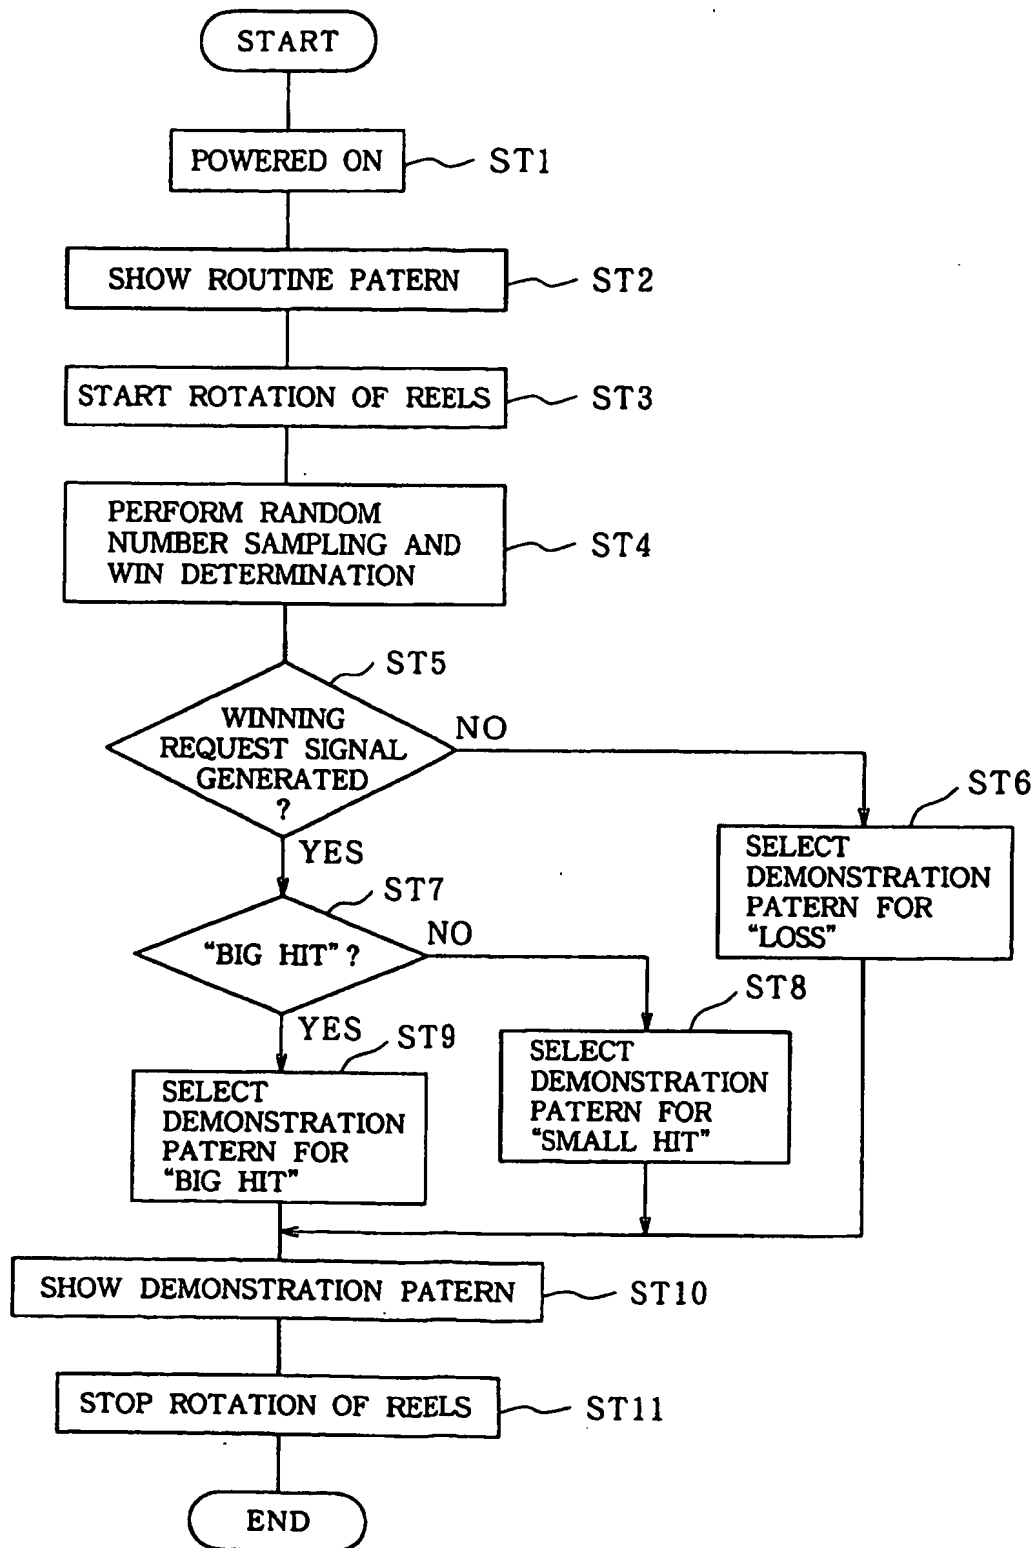 START
POWERED ON
ST1
SHOW ROUTINE PATERN
ST2
START ROTATION OF REELS
ST3
PERFORM RANDOM
NUMBER SAMPLING AND
WIN DETERMINATION
ST4
ST5
WINNING
REQUEST SIGNAL
GENERATED
?
NO
YES
ST6
SELECT
DEMONSTRATION
PATERN FOR
"LOSS"
ST7
"BIG HIT"?
NO
YES
ST8
SELECT
DEMONSTRATION
PATERN FOR
"SMALL HIT"
ST9
SELECT
DEMONSTRATION
PATERN FOR
"BIG HIT"
SHOW DEMONSTRATION PATERN
ST10
STOP ROTATION OF REELS
ST11
END